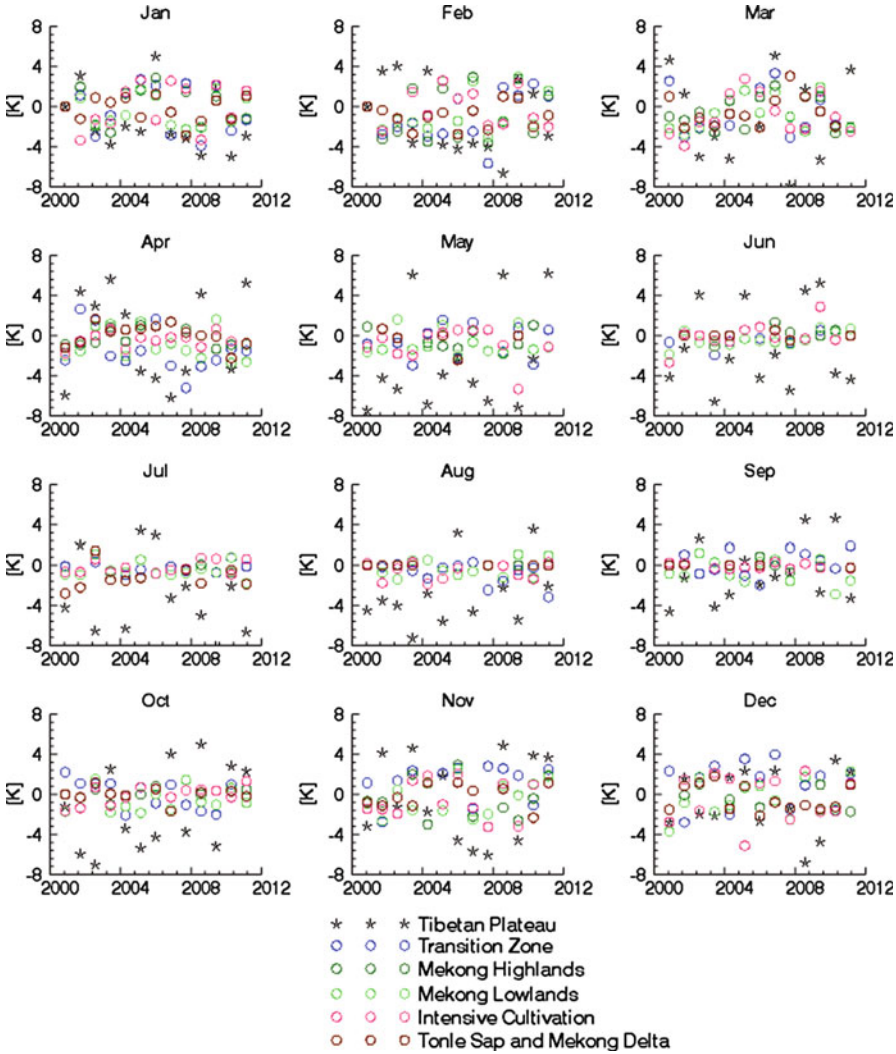 Jan Feb Mar
8 8 8
4 4 4
[K] 0 [K] 0 [K] 0
-4 -4 -4
-8 -8 -8
2000 2004 2008 2012 2000 2004 2008 2012 2000 2004 2008 2012
Apr May Jun
8 8 8
4 4 4
[K] 0 [K] 0 [K] 0
-4 -4 -4
-8 -8 -8
2000 2004 2008 2012 2000 2004 2008 2012 2000 2004 2008 2012
Jul Aug Sep
8 8 8
4 4 4
[K] 0 [K] 0 [K] 0
-4 -4 -4
-8 -8 -8
2000 2004 2008 2012 2000 2004 2008 2012 2000 2004 2008 2012
Oct Nov Dec
8 8 8
4 4 4
[K] 0 [K] 0 [K] 0
-4 -4 -4
-8 -8 -8
2000 2004 2008 2012 2000 2004 2008 2012 2000 2004 2008 2012
Tibetan Plateau
Transition Zone
Mekong Highlands
Mekong Lowlands
Intensive Cultivation
Tonle Sap and Mekong Delta